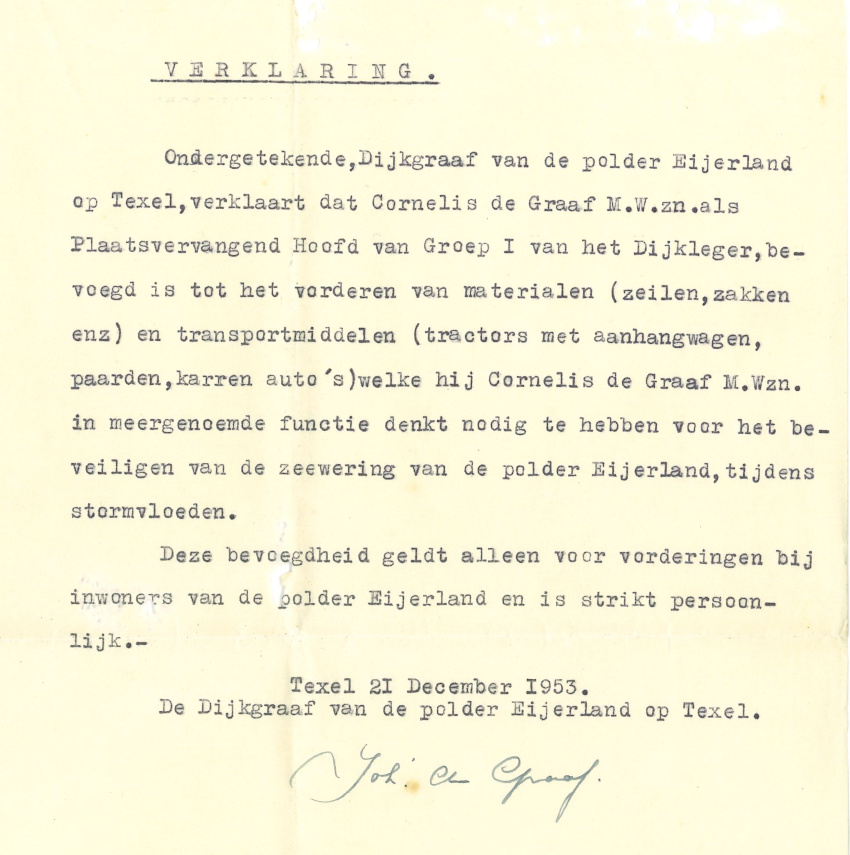 VERKLARING.
Ondergetekende,Dijkgraaf van de polder Eijerland
op Texel,verklaart dat Cornelis de Graaf M.W.zn.als
Plaatsvervangend Hoofd van Groep I van het Dijkleger,be-
voegd is tot het vorderen van materialen (zeilen,zakken
enz) en transportmiddelen (tractors met aanhangwagen,
paarden,karren auto's)welke hij Cornelis de Graaf M.Wzn.
in meergenoemde functie denkt nodig te hebben voor het be-
veiligen van de zeewering van de polder Eijerland,tijdens
stormvloeden.
Deze bevoegdheid geldt alleen voor vorderingen bij
inwoners van de polder Eijerland en is strikt persoon-
lijk.-
Texel 2I December I953.
De Dijkgraaf van de polder Eijerland op Texel.
Joh. de Graaf.